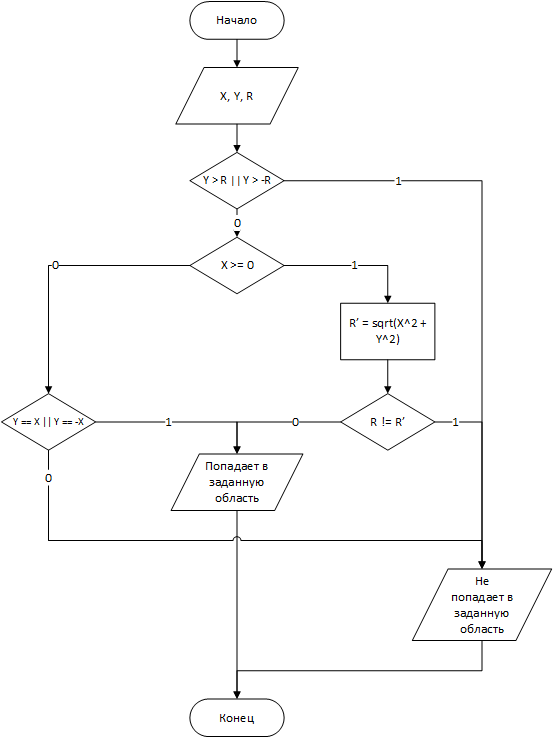 Начало
X, Y, R
Y > R || Y > -R
1
0
X >= 0
0
1
R’ = sqrt(X^2 +
Y^2)
Y == X || Y == -X
1
0
R != R’
1
0
Попадает в
заданную
область
Не
попадает в
заданную
область
Конец